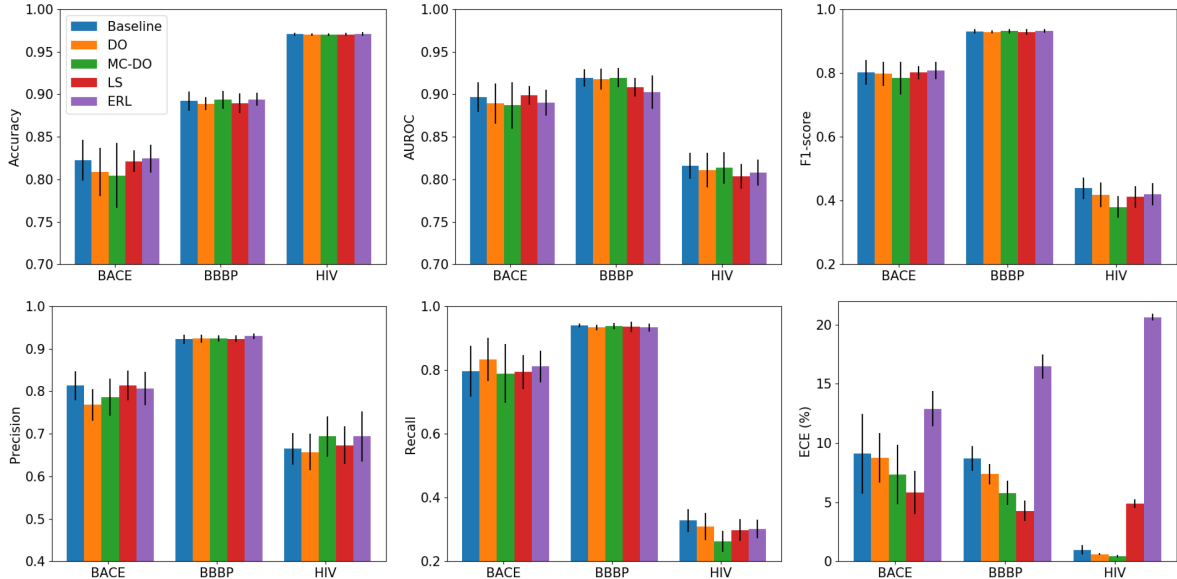 Accuracy
1.00
0.95
0.90
0.85
0.80
0.75
0.70
Baseline
DO
MC-DO
LS
ERL
BACE BBBP HIV
AUROC
1.00
0.95
0.90
0.85
0.80
0.75
0.70
BACE BBBP HIV
F1-score
1.0
0.8
0.6
0.4
0.2
BACE BBBP HIV
Precision
1.0
0.9
0.8
0.7
0.6
0.5
0.4
BACE BBBP HIV
Recall
1.0
0.8
0.6
0.4
0.2
BACE BBBP HIV
ECE (%)
20
15
10
5
0
BACE BBBP HIV